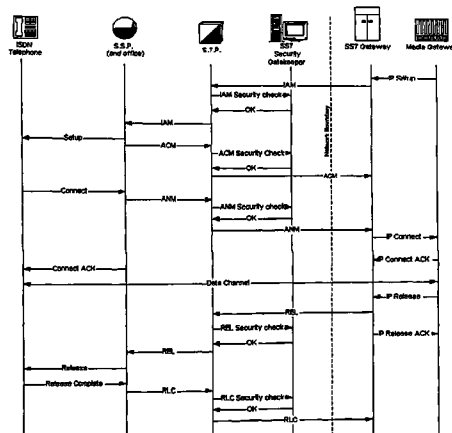 ISDN
Telephone
S.S.P.
(end office)
S.T.P.
SS7
Security
Gatekeeper
SS7 Gateway
Media Gateway
Network Boundary
IP Setup
IAM
IAM Security check
OK
IAM
Setup
ACM
ACM Security Check
OK
ACM
Connect
ANM
ANM Security check
OK
ANM
IP Connect
IP Connect ACK
Connect ACK
Data Channel
IP Release
REL
REL Security check
IP Release ACK
OK
REL
Release
Release Complete
RLC
RLC Security check
OK
RLC